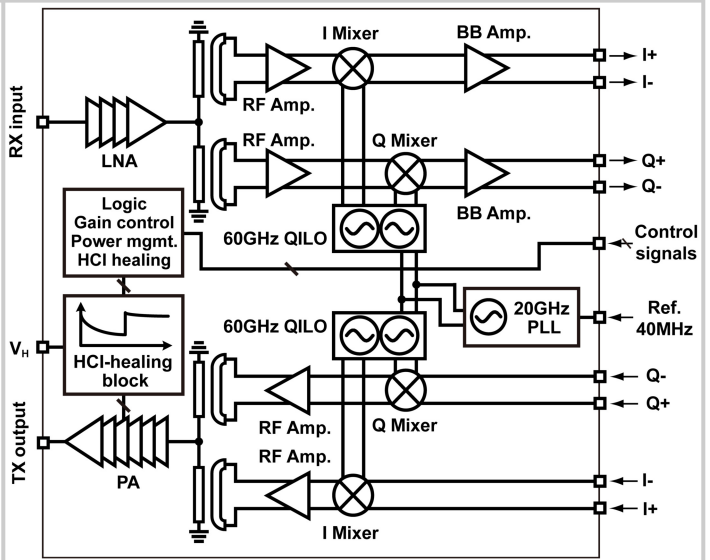 I Mixer
BB Amp.
I+
I-
RX input
RF Amp.
LNA
RF Amp.
Q Mixer
Q+
Q-
BB Amp.
Logic
Gain control
Power mgmt.
HCI healing
60GHz QILO
Control
signals
60GHz QILO
20GHz
PLL
Ref.
40MHz
VH
HCI-healing
block
Q-
Q+
RF Amp.
Q Mixer
TX output
PA
RF Amp.
I-
I+
I Mixer